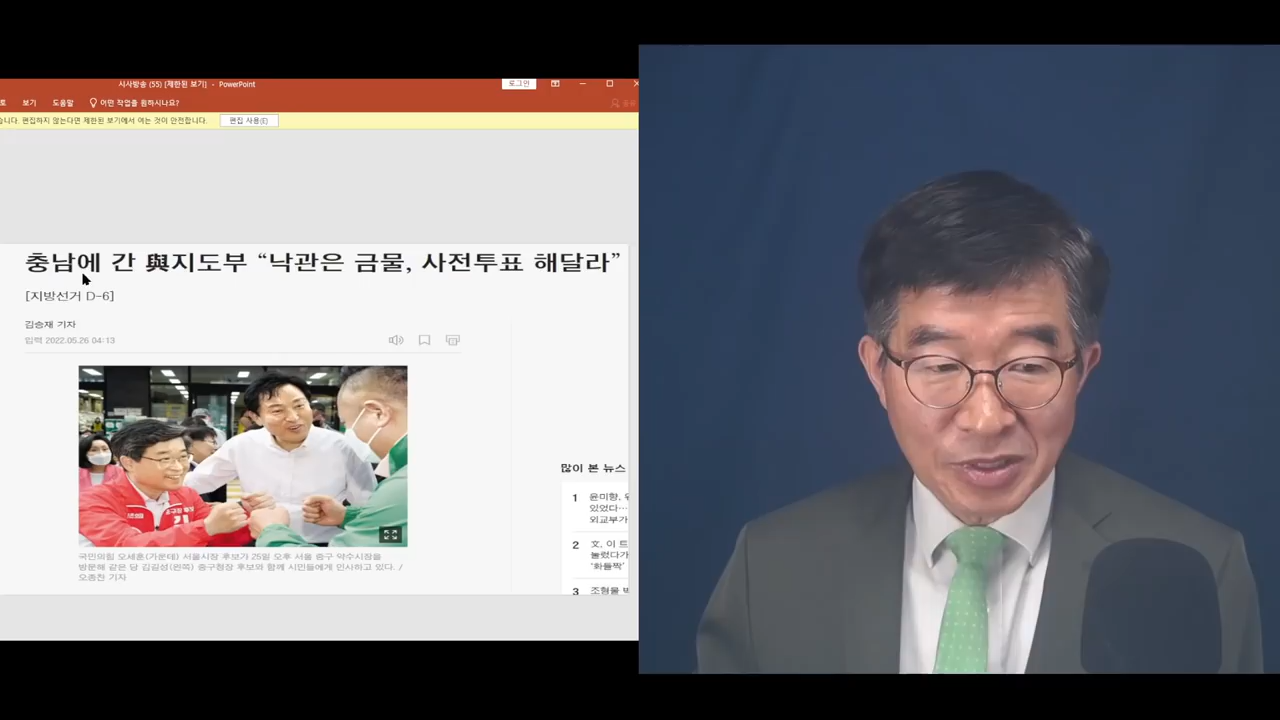 시사방송 (55) [제한된 보기] - PowerPoint
로그인
토 보기 도움말 어떤 작업을 원하시나요?
공유
습니다. 편집하지 않는다면 제한된 보기에서 여는 것이 안전합니다. 편집 사용(E)
충남에 간 與지도부 “낙관은 금물, 사전투표 해달라”
[지방선거 D-6]
김승재 기자
입력 2022.05.26 04:13
국민의힘 오세훈(가운데) 서울시장 후보가 25일 오후 서울 중구 약수시장을
방문해 같은 당 김길성(왼쪽) 중구청장 후보와 함께 시민들에게 인사하고 있다. /
오종찬 기자
많이 본 뉴스
1 윤미향,
있었다…
외교부가
2 文, 이 트
눌렀다가
‘화들짝’
3 조형물